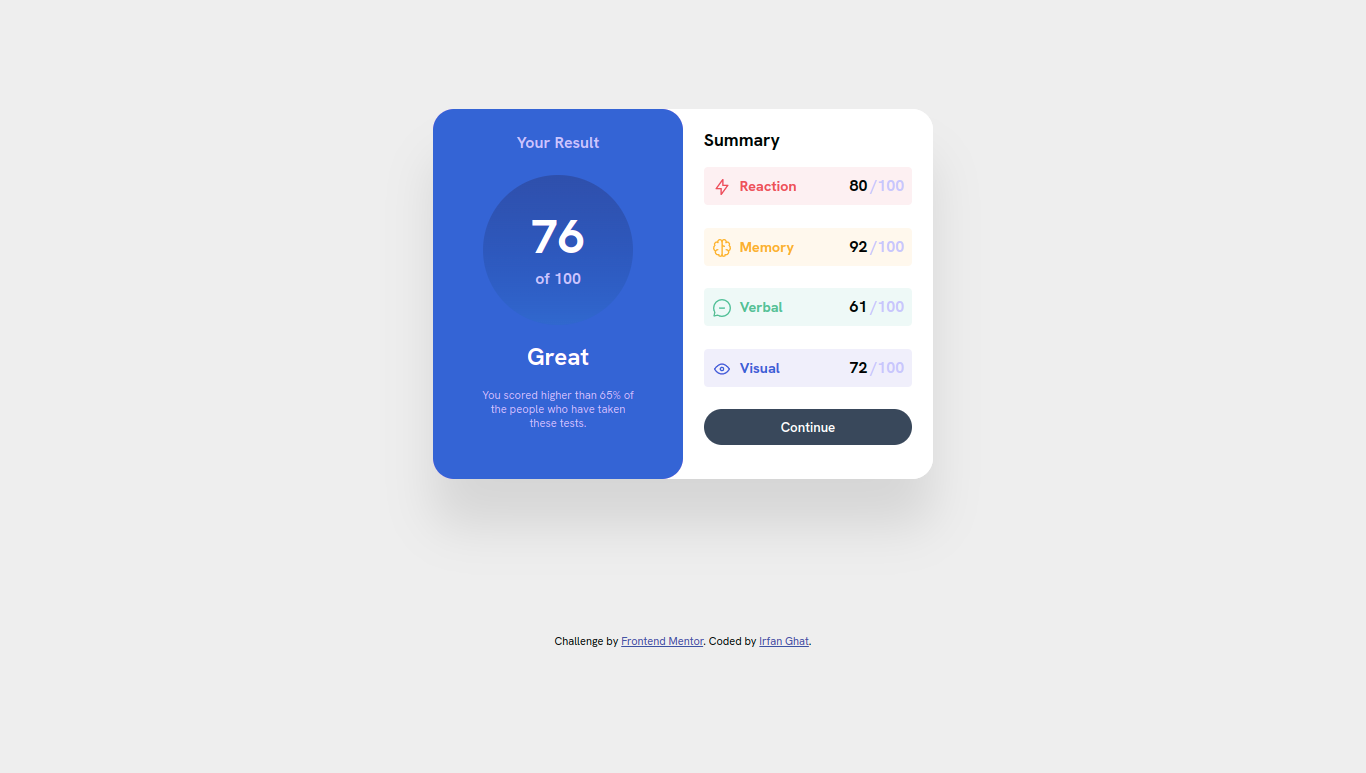 Your Result
76
of 100
Great
You scored higher than 65% of
the people who have taken
these tests.
Summary
Reaction 80 /100
Memory 92 /100
Verbal 61 /100
Visual 72 /100
Continue
Challenge by Frontend Mentor. Coded by Irfan Ghat.